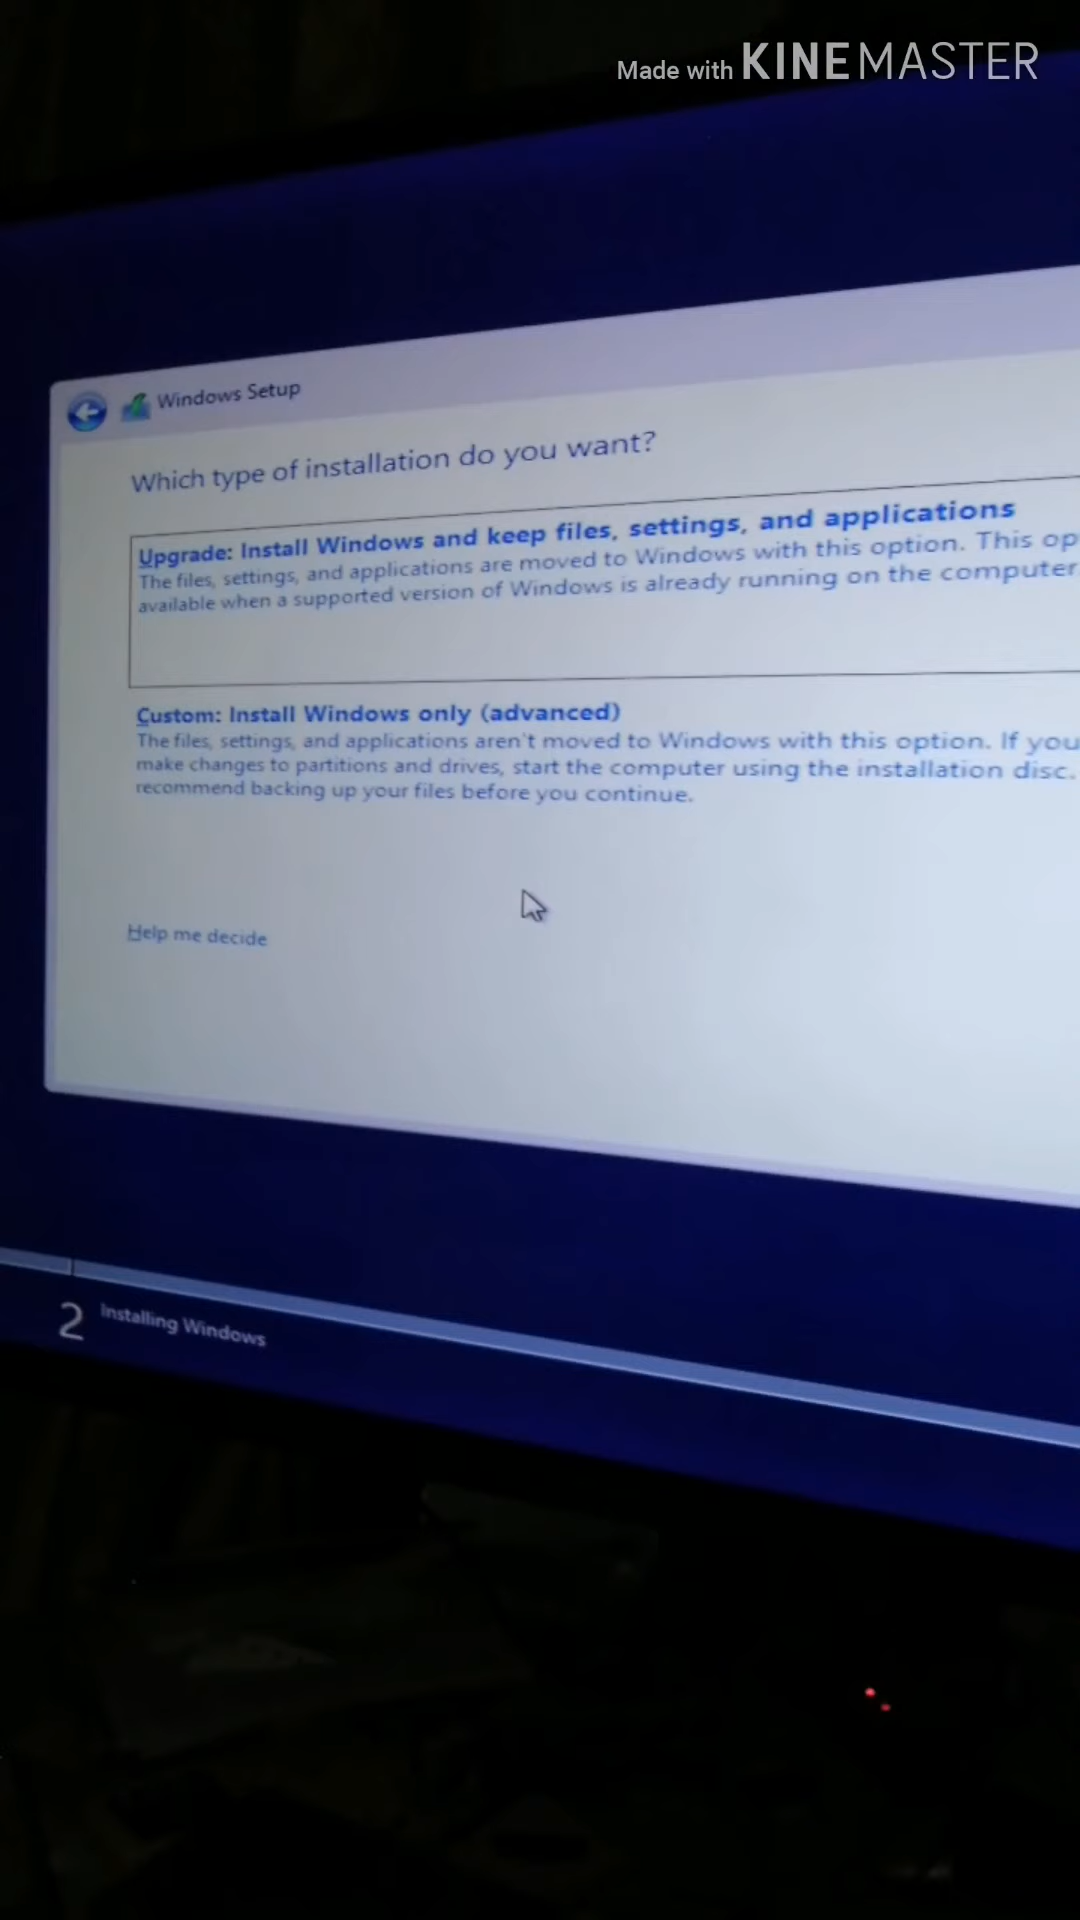 Made with KINEMASTER
Windows Setup
Which type of installation do you want?
Upgrade: Install Windows and keep files, settings, and applications
The files, settings, and applications are moved to Windows with this option. This op
available when a supported version of Windows is already running on the computer
Custom: Install Windows only (advanced)
The files, settings, and applications aren't moved to Windows with this option. If you
make changes to partitions and drives, start the computer using the installation disc.
recommend backing up your files before you continue.
Help me decide
2 Installing Windows